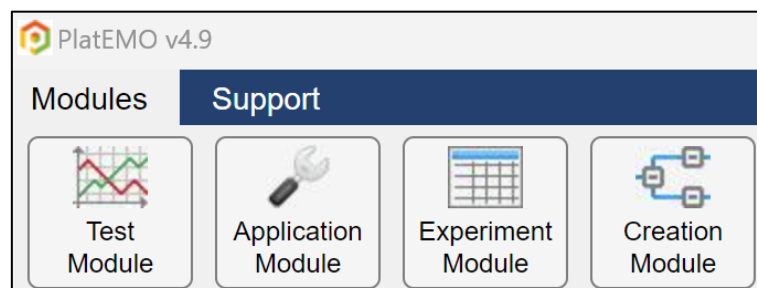 PlatEMO v4.9
Modules Support
Test Module
Application Module
Experiment Module
Creation Module